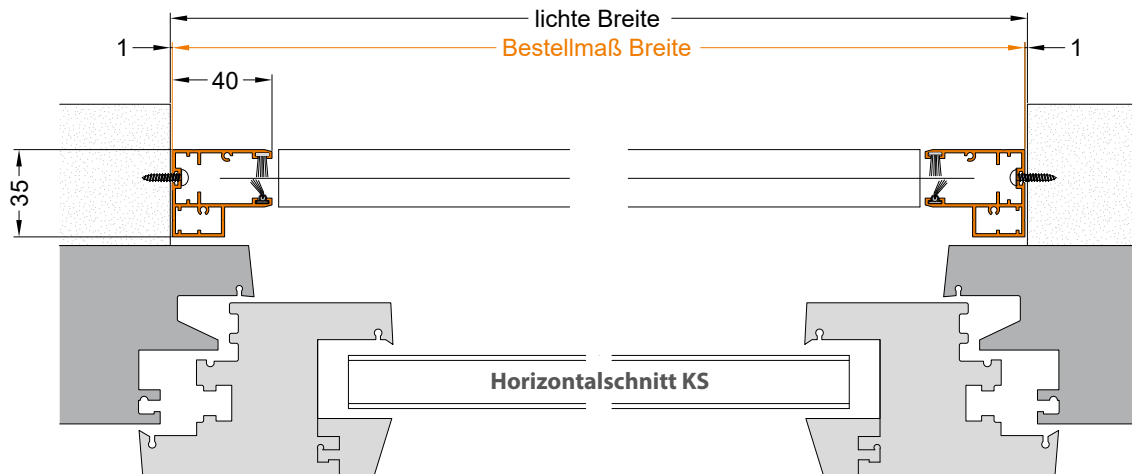 lichte Breite
1
Bestellmaß Breite
1
40
35
Horizontalschnitt KS